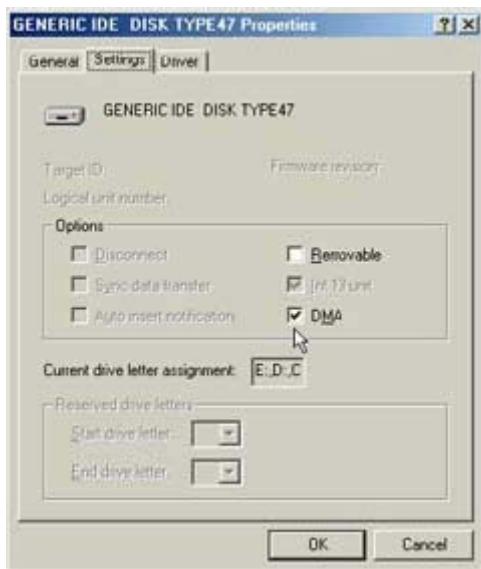 GENERIC IDE DISK TYPE47 Properties
General Settings Driver
GENERIC IDE DISK TYPE47
Target ID: Firmware revision:
Logical unit number:
Options
Disconnect Removable
Sync data transfer Int 13 unit
Auto insert notification DMA
Current drive letter assignment: E:,D:,C
Reserved drive letters
Start drive letter:
End drive letter:
OK Cancel